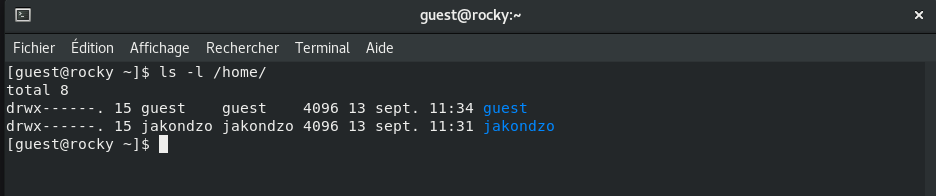 guest@rocky:~
Fichier Édition Affichage Rechercher Terminal Aide
[guest@rocky ~]$ ls -l /home/
total 8
drwx------. 15 guest    guest    4096 13 sept. 11:34 guest
drwx------. 15 jakondzo jakondzo 4096 13 sept. 11:31 jakondzo
[guest@rocky ~]$